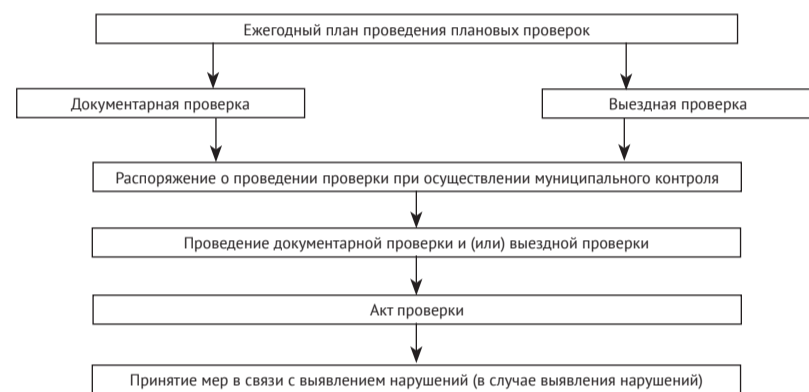 Ежегодный план проведения плановых проверок
Документарная проверка
Выездная проверка
Распоряжение о проведении проверки при осуществлении муниципального контроля
Проведение документарной проверки и (или) выездной проверки
Акт проверки
Принятие мер в связи с выявлением нарушений (в случае выявления нарушений)